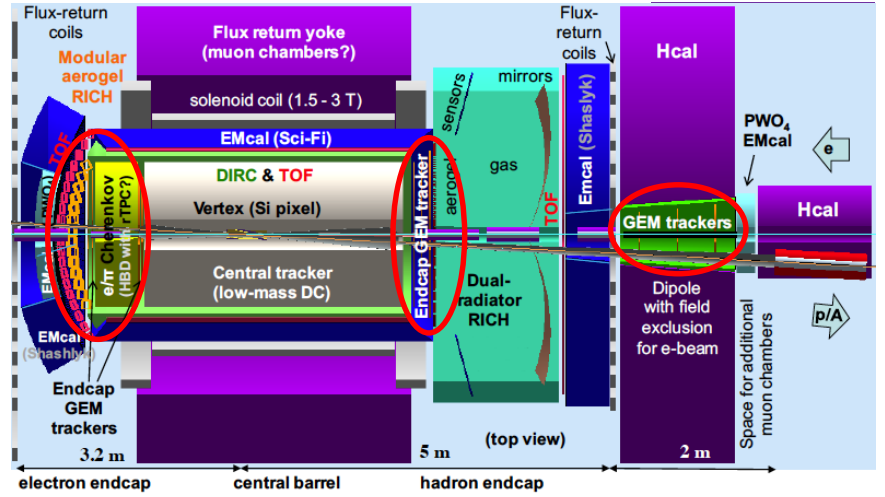 Flux-return
coils
Modular
aerogel
RICH
Flux return yoke
(muon chambers?)
solenoid coil (1.5 - 3 T)
EMcal (Sci-Fi)
DIRC & TOF
Vertex (Si pixel)
Central tracker
(low-mass DC)
TOF
PWO₄
EMcal
EMcal
(Shashlyk)
e/π Cherenkov
(HBD with rTPC?)
Endcap
GEM
trackers
Endcap GEM tracker
aerogel
sensors
mirrors
gas
TOF
Dual-
radiator
RICH
Flux-
return
coils
Emcal (Shaslyk)
Hcal
GEM trackers
Dipole
with field
exclusion
for e-beam
PWO₄
EMcal
e
Hcal
p/A
Space for additional
muon chambers
(top view)
3.2 m
5 m
2 m
electron endcap
central barrel
hadron endcap